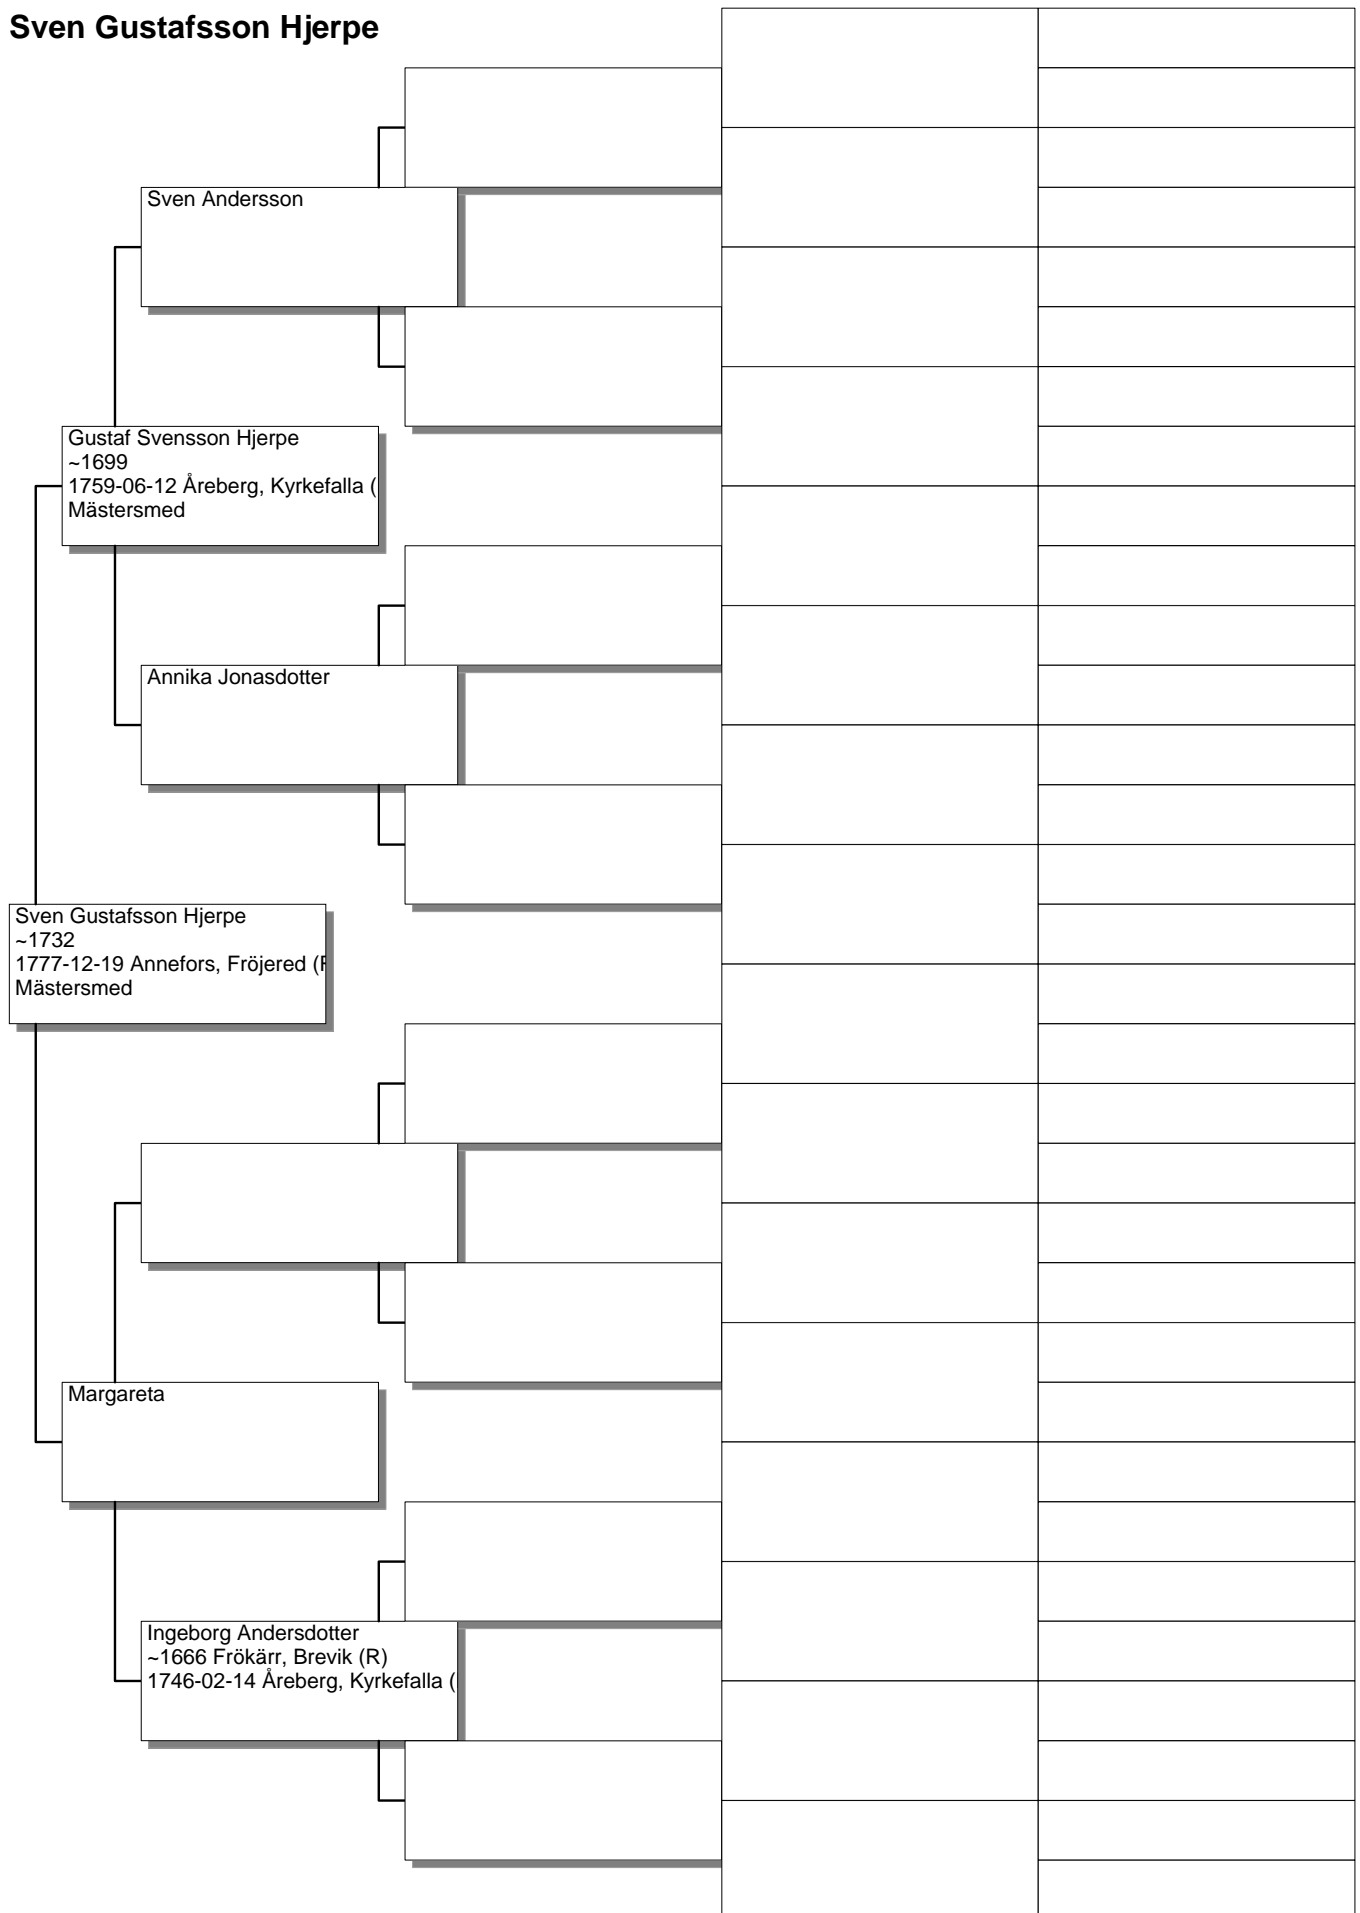 Sven Gustafsson Hjerpe
Sven Andersson
Gustaf Svensson Hjerpe
~1699
1759-06-12 Åreberg, Kyrkefalla (
Mästersmed
Annika Jonasdotter
Sven Gustafsson Hjerpe
~1732
1777-12-19 Annefors, Fröjered (
Mästersmed
Margareta
Ingeborg Andersdotter
~1666 Frökärr, Brevik (R)
1746-02-14 Åreberg, Kyrkefalla (